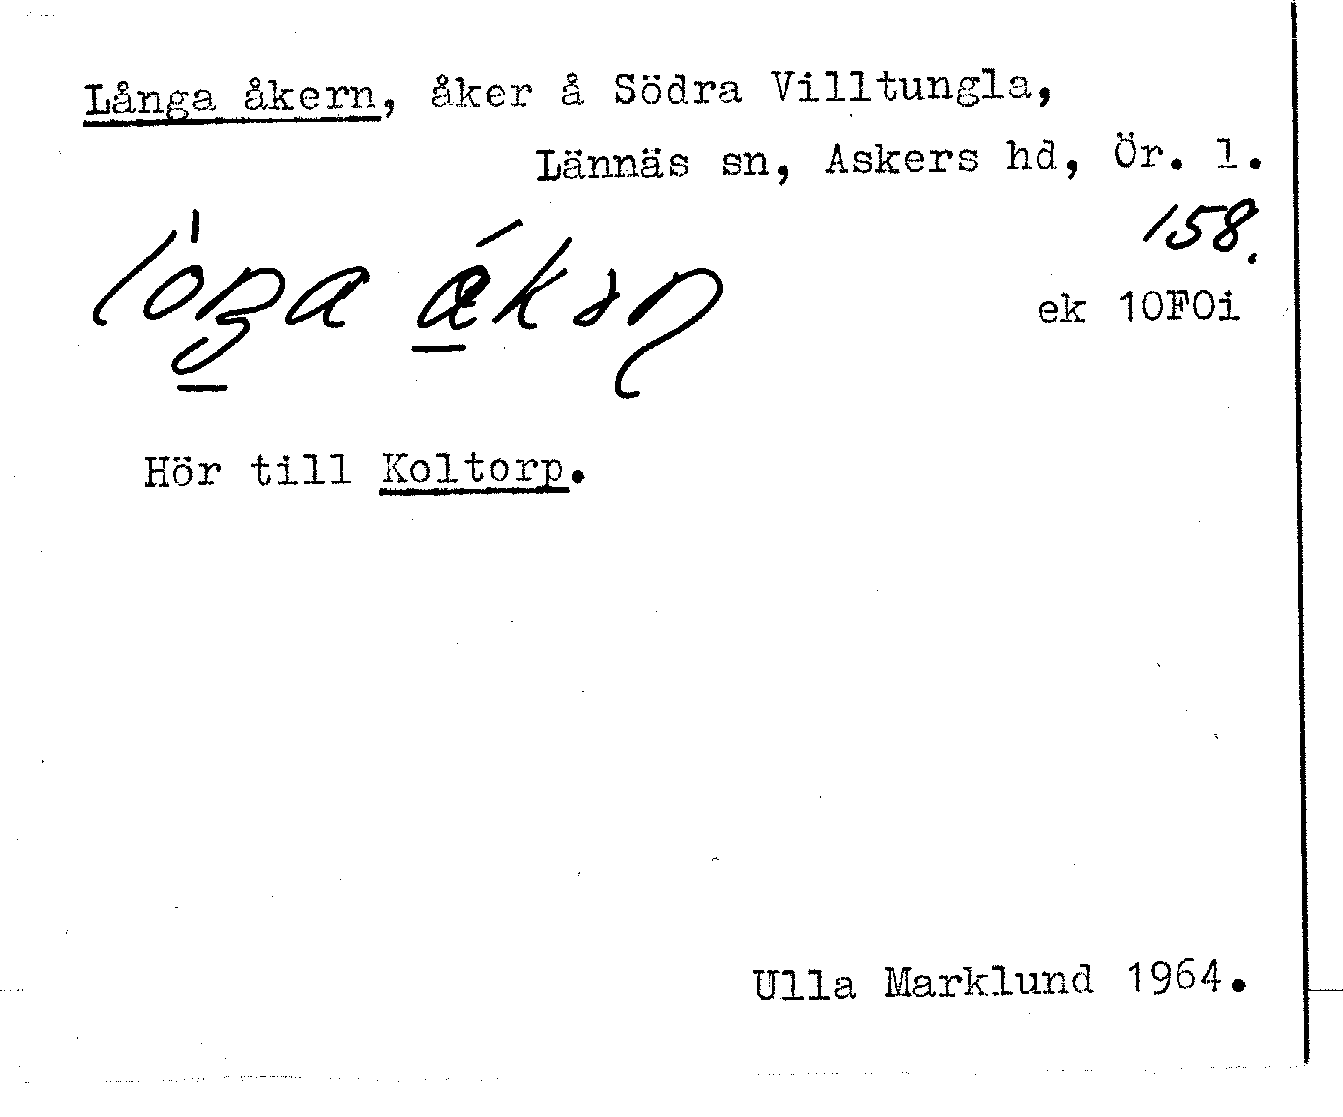 Långa åkern, åker å Södra Villtungla,
Lännäs sn, Askers hd, Ör. l.
158.
ek 10F0i
Hör till Koltorp.
Ulla Marklund 1964.